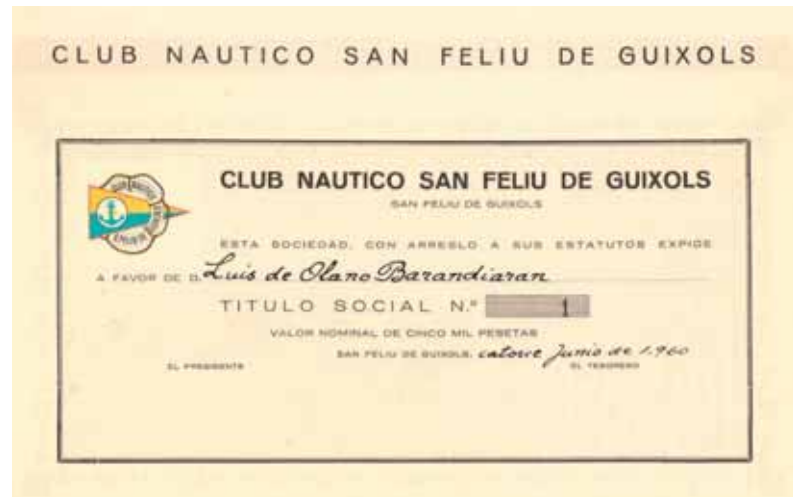 CLUB NAUTICO SAN FELIU DE GUIXOLS
CLUB NAUTICO SAN FELIU DE GUIXOLS
SAN FELIU DE GUIXOLS
CLUB NAUTICO
ESTA SOCIEDAD, CON ARREGLO A SUS ESTATUTOS EXPIDE
A FAVOR DE D. Luis de Olano Barandiaran
TITULO SOCIAL N.º 1
VALOR NOMINAL DE CINCO MIL PESETAS
SAN FELIU DE GUIXOLS, catorce Junio de 1.960
EL PRESIDENTE EL TESORERO